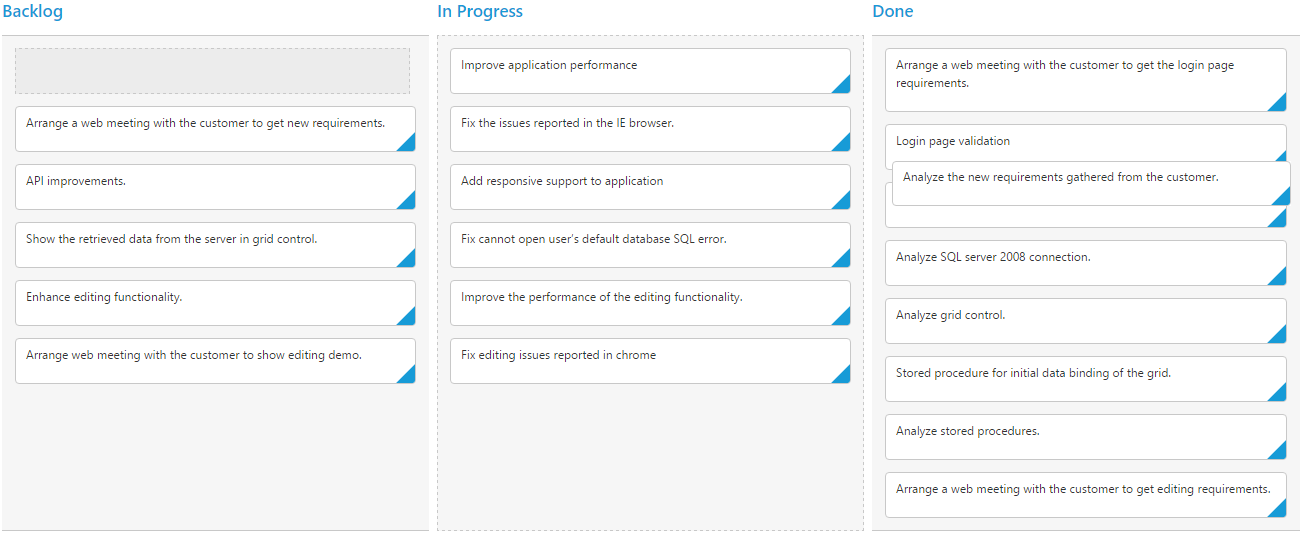 Backlog
Arrange a web meeting with the customer to get new requirements.
API improvements.
Show the retrieved data from the server in grid control.
Enhance editing functionality.
Arrange web meeting with the customer to show editing demo.
In Progress
Improve application performance
Fix the issues reported in the IE browser.
Add responsive support to application
Fix cannot open user's default database SQL error.
Improve the performance of the editing functionality.
Fix editing issues reported in chrome
Done
Arrange a web meeting with the customer to get the login page
requirements.
Login page validation
Analyze the new requirements gathered from the customer.
Analyze SQL server 2008 connection.
Analyze grid control.
Stored procedure for initial data binding of the grid.
Analyze stored procedures.
Arrange a web meeting with the customer to get editing requirements.